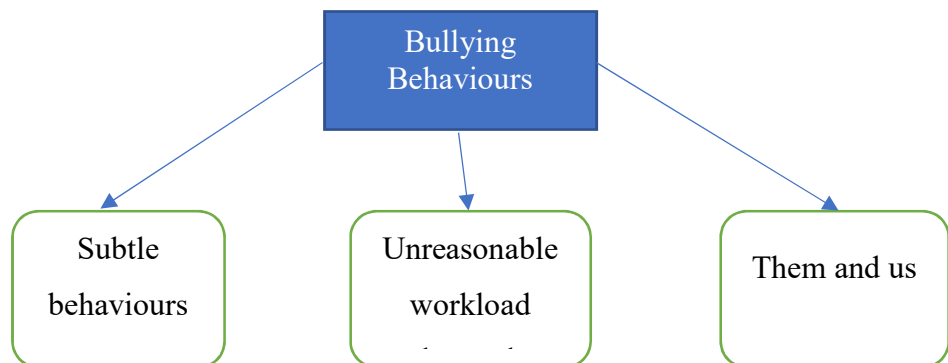 Bullying
Behaviours
Subtle
behaviours
Unreasonable
workload
Them and us